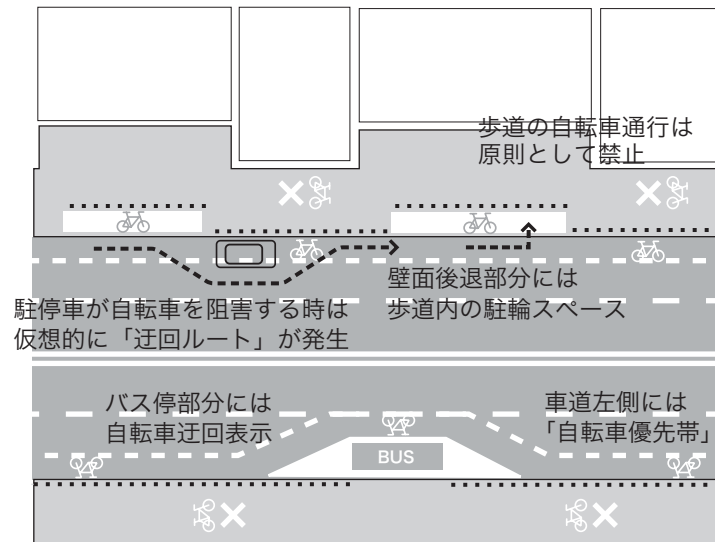 歩道の自転車通行は
原則として禁止
壁面後退部分には
歩道内の駐輪スペース
駐停車が自転車を阻害する時は
仮想的に「迂回ルート」が発生
バス停部分には
自転車迂回表示
車道左側には
「自転車優先帯」
BUS